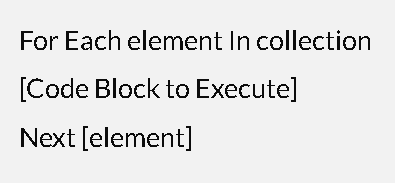 For Each element In collection
[Code Block to Execute]
Next [element]